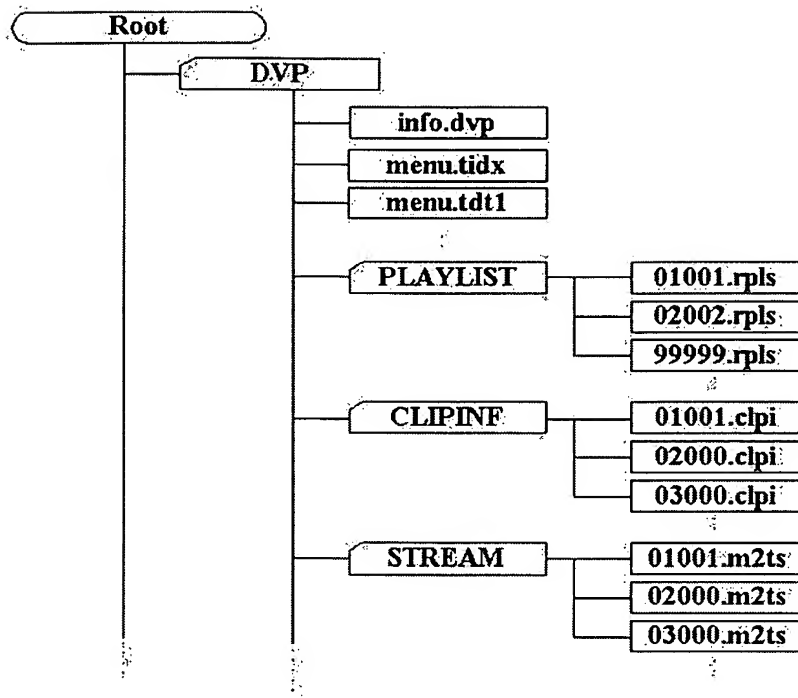 Root
DVP
info.dvp
menu.tidx
menu.tdt1
PLAYLIST
01001.rpls
02002.rpls
99999.rpls
CLIPINF
01001.clpi
02000.clpi
03000.clpi
STREAM
01001.m2ts
02000.m2ts
03000.m2ts